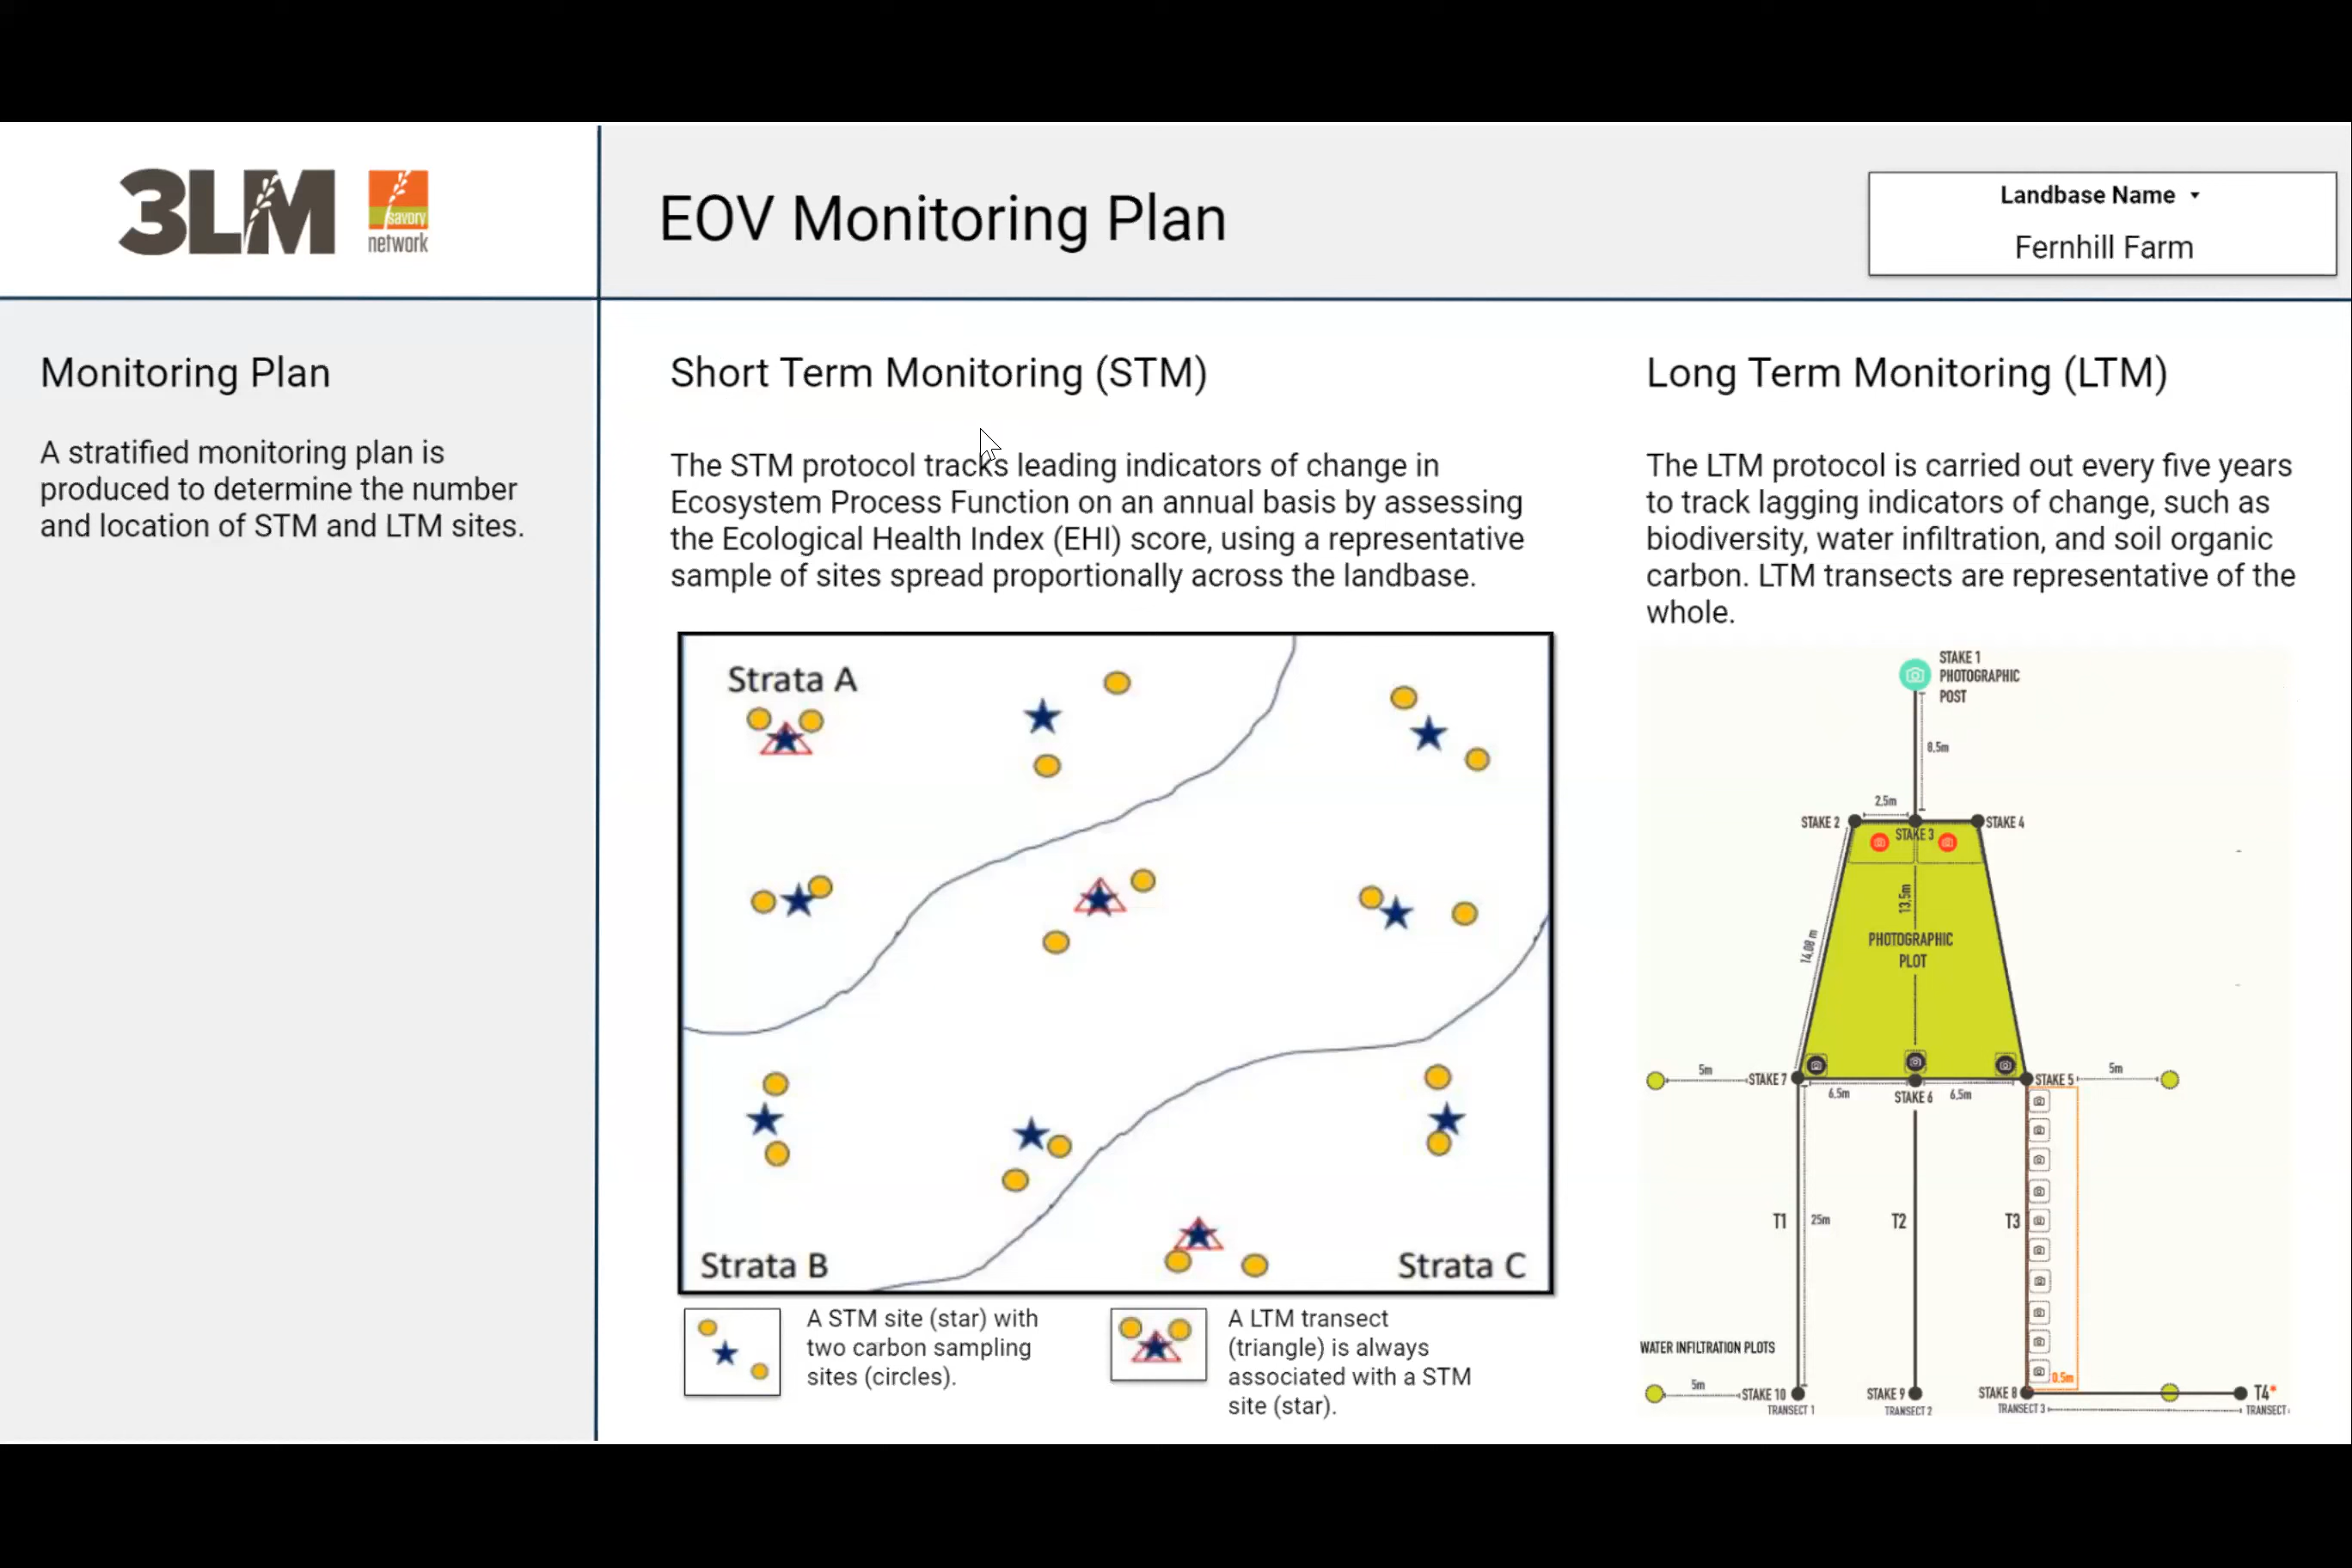 3LM
savory
network
EOV Monitoring Plan
Landbase Name
Fernhill Farm
Monitoring Plan
A stratified monitoring plan is
produced to determine the number
and location of STM and LTM sites.
Short Term Monitoring (STM)
The STM protocol tracks leading indicators of change in
Ecosystem Process Function on an annual basis by assessing
the Ecological Health Index (EHI) score, using a representative
sample of sites spread proportionally across the landbase.
Strata A
Strata B
Strata C
A STM site (star) with
two carbon sampling
sites (circles).
A LTM transect
(triangle) is always
associated with a STM
site (star).
Long Term Monitoring (LTM)
The LTM protocol is carried out every five years
to track lagging indicators of change, such as
biodiversity, water infiltration, and soil organic
carbon. LTM transects are representative of the
whole.
STAKE 1
PHOTOGRAPHIC
POST
8,5m
2,5m
STAKE 2
STAKE 3
STAKE 4
13,5m
14,08 m
PHOTOGRAPHIC
PLOT
5m
STAKE 7
STAKE 5
5m
6,5m
STAKE 6
6,5m
T1
25m
T2
T3
WATER INFILTRATION PLOTS
0.5m
5m
STAKE 10
STAKE 9
STAKE 8
T4*
TRANSECT 1
TRANSECT 2
TRANSECT 3
TRANSECT